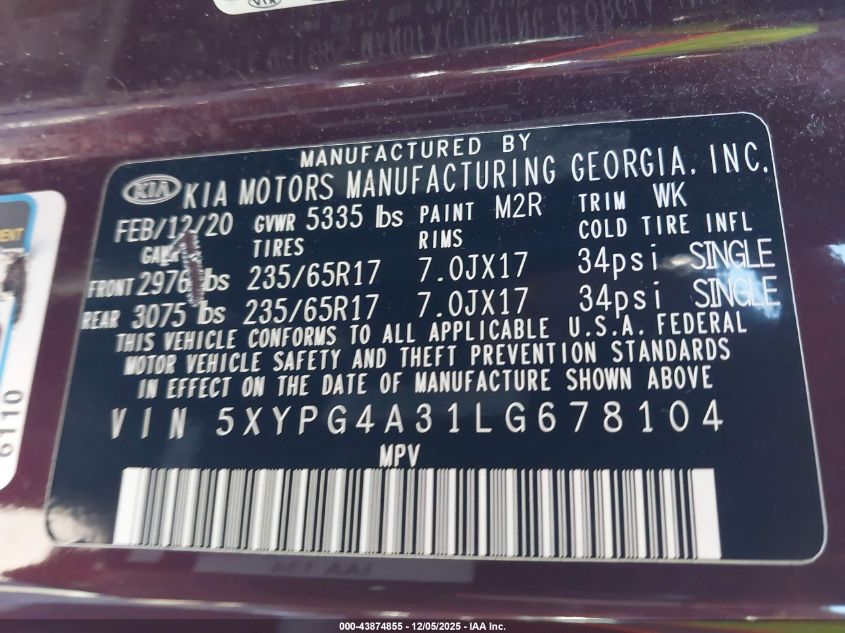 MANUFACTURED BY
KIA KIA MOTORS MANUFACTURING GEORGIA, INC.
FEB/12/20 GVWR 5335 lbs PAINT M2R TRIM WK
TIRES RIMS COLD TIRE INFL
FRONT 2976 lbs 235/65R17 7.0JX17 34psi SINGLE
REAR 3075 lbs 235/65R17 7.0JX17 34psi SINGLE
THIS VEHICLE CONFORMS TO ALL APPLICABLE U.S.A. FEDERAL
MOTOR VEHICLE SAFETY AND THEFT PREVENTION STANDARDS
IN EFFECT ON THE DATE OF MANUFACTURE SHOWN ABOVE
VIN 5XYPG4A31LG678104
MPV
6110
000-43874855 - 12/05/2025 - IAA Inc.